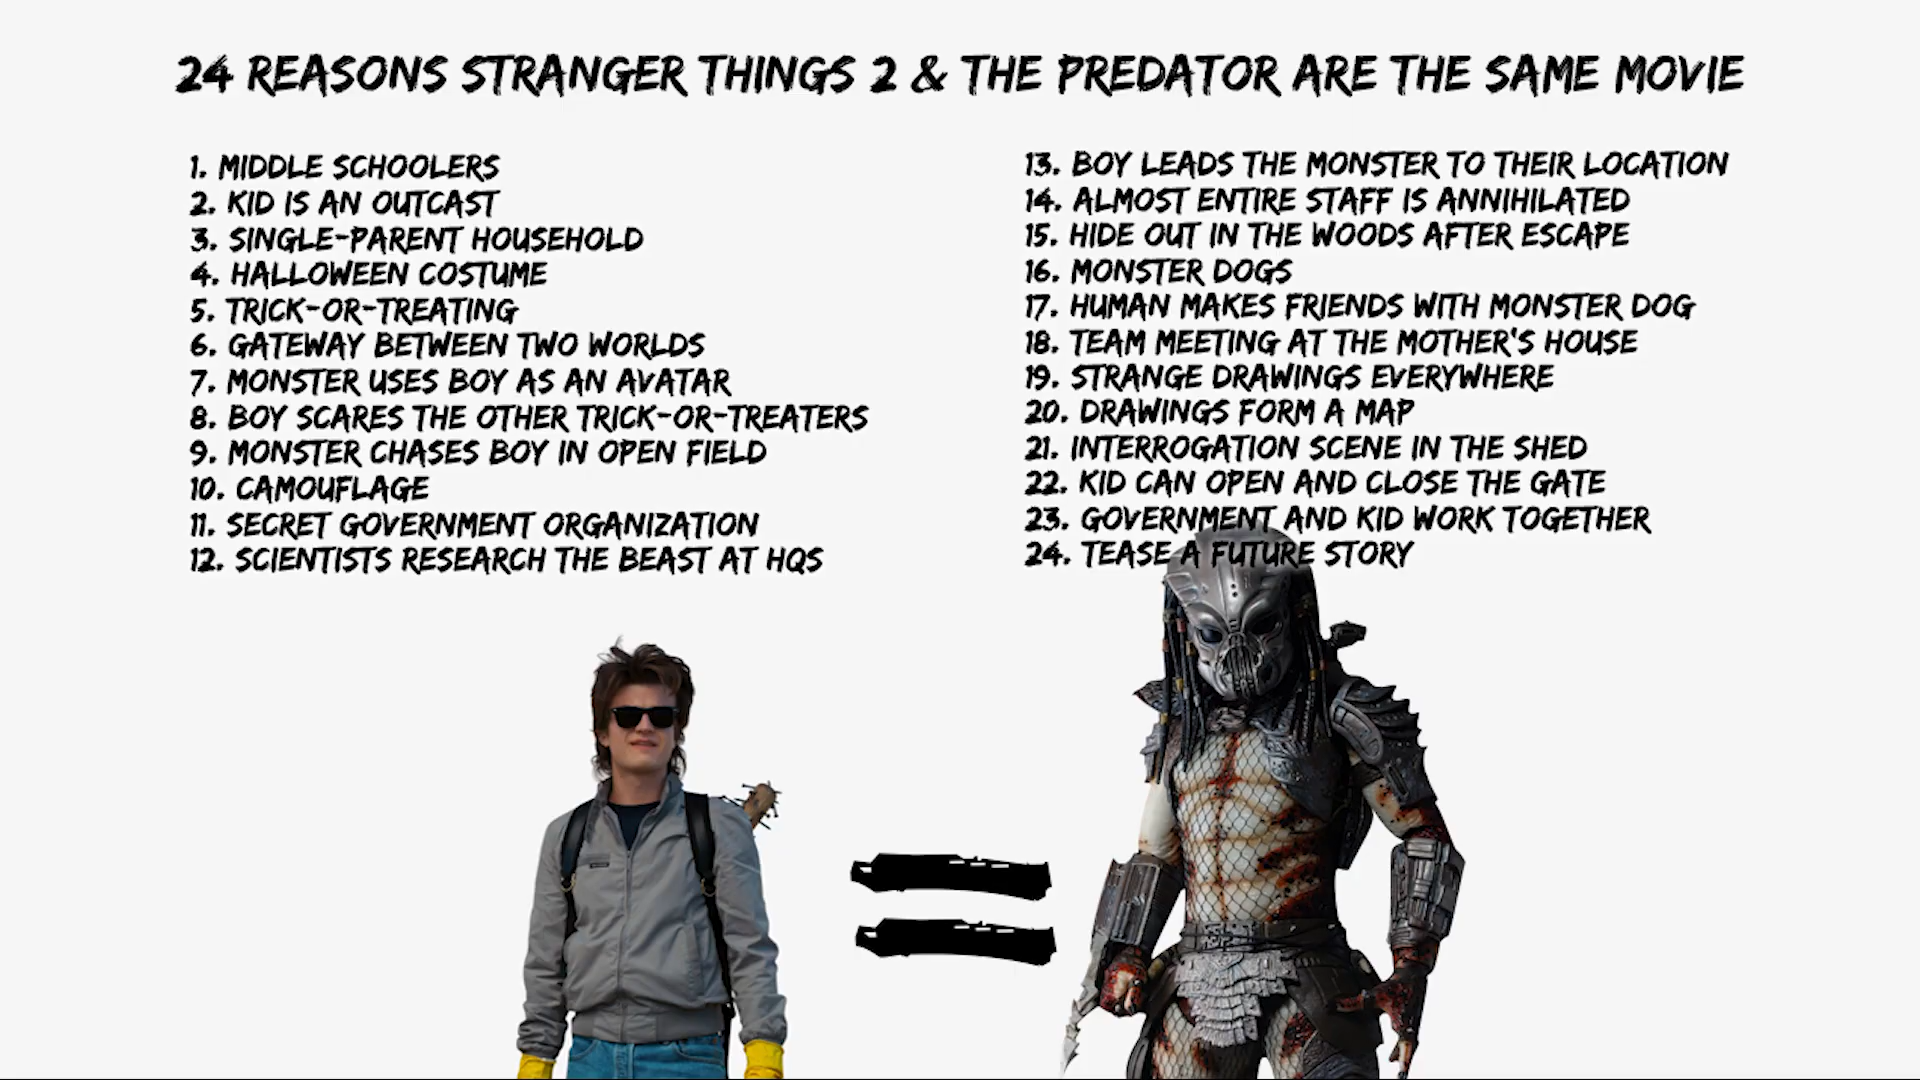 24 REASONS STRANGER THINGS 2 & THE PREDATOR ARE THE SAME MOVIE
1. MIDDLE SCHOOLERS
2. KID IS AN OUTCAST
3. SINGLE-PARENT HOUSEHOLD
4. HALLOWEEN COSTUME
5. TRICK-OR-TREATING
6. GATEWAY BETWEEN TWO WORLDS
7. MONSTER USES BOY AS AN AVATAR
8. BOY SCARES THE OTHER TRICK-OR-TREATERS
9. MONSTER CHASES BOY IN OPEN FIELD
10. CAMOUFLAGE
11. SECRET GOVERNMENT ORGANIZATION
12. SCIENTISTS RESEARCH THE BEAST AT HQS
13. BOY LEADS THE MONSTER TO THEIR LOCATION
14. ALMOST ENTIRE STAFF IS ANNIHILATED
15. HIDE OUT IN THE WOODS AFTER ESCAPE
16. MONSTER DOGS
17. HUMAN MAKES FRIENDS WITH MONSTER DOG
18. TEAM MEETING AT THE MOTHER'S HOUSE
19. STRANGE DRAWINGS EVERYWHERE
20. DRAWINGS FORM A MAP
21. INTERROGATION SCENE IN THE SHED
22. KID CAN OPEN AND CLOSE THE GATE
23. GOVERNMENT AND KID WORK TOGETHER
24. TEASE A FUTURE STORY